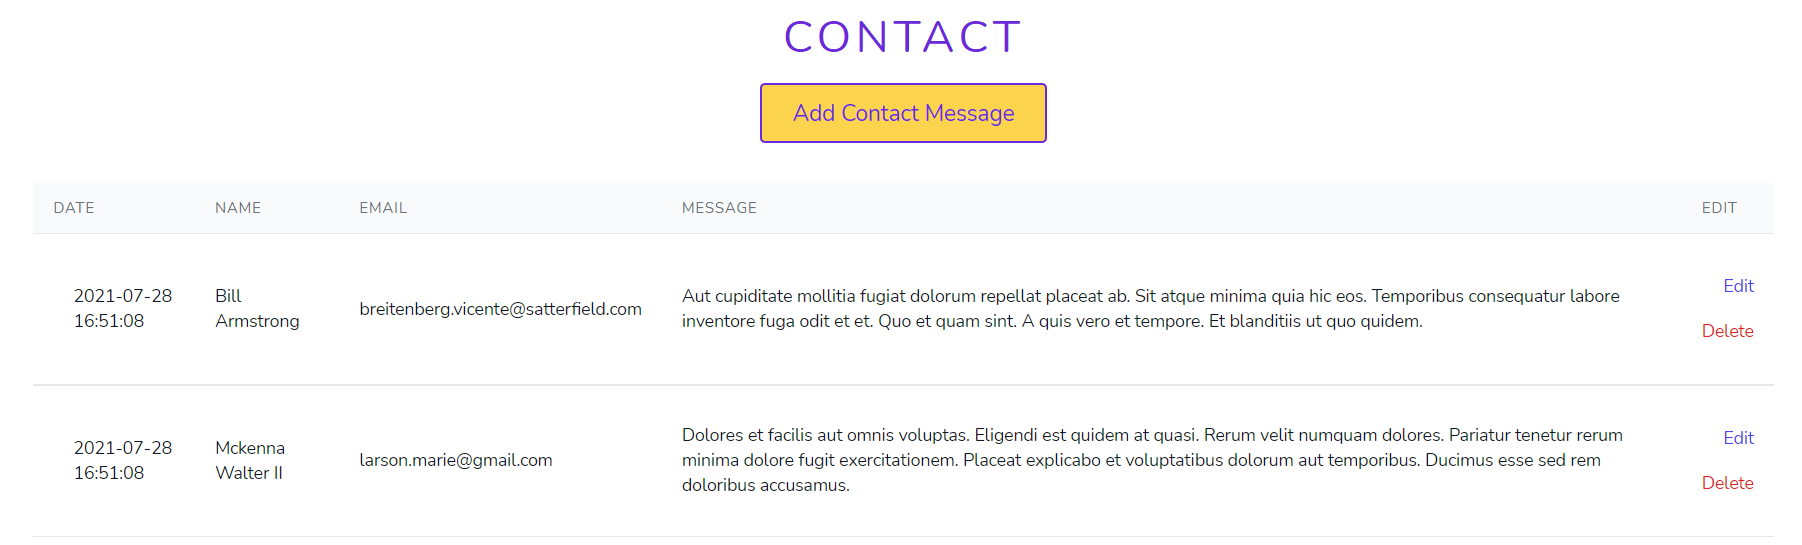 CONTACT
Add Contact Message
DATE NAME EMAIL MESSAGE EDIT
2021-07-28
16:51:08
Bill
Armstrong
breitenberg.vicente@satterfield.com
Aut cupiditate mollitia fugiat dolorum repellat placeat ab. Sit atque minima quia hic eos. Temporibus consequatur labore
inventore fuga odit et et. Quo et quam sint. A quis vero et tempore. Et blanditiis ut quo quidem.
Edit
Delete
2021-07-28
16:51:08
Mckenna
Walter II
larson.marie@gmail.com
Dolores et facilis aut omnis voluptas. Eligendi est quidem at quasi. Rerum velit numquam dolores. Pariatur tenetur rerum
minima dolore fugit exercitationem. Placeat explicabo et voluptatibus dolorum aut temporibus. Ducimus esse sed rem
doloribus accusamus.
Edit
Delete